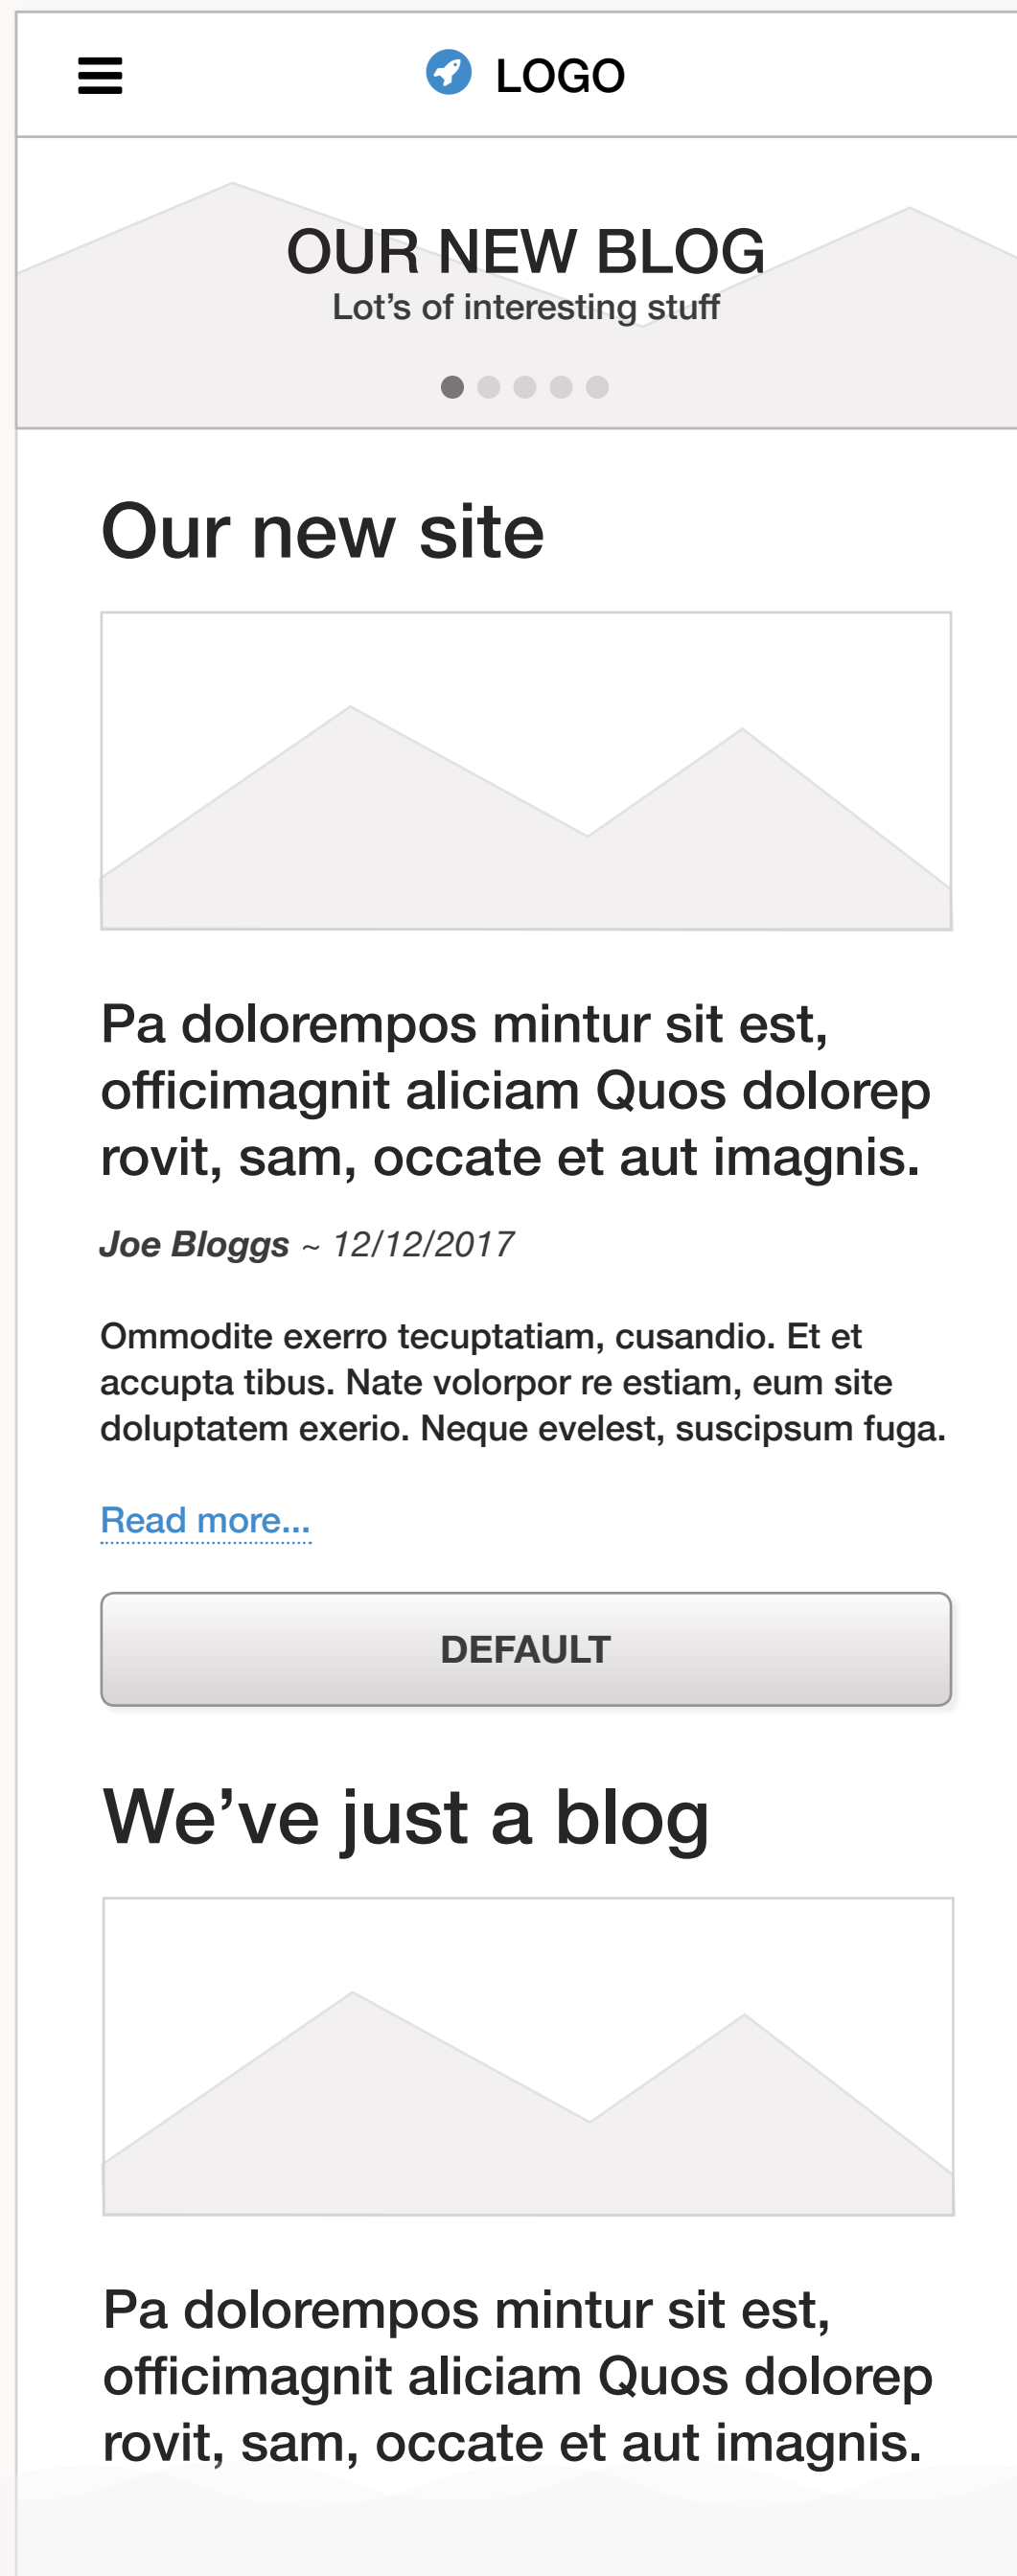 LOGO
OUR NEW BLOG
Lot’s of interesting stuff
Our new site
Pa dolorempos mintur sit est,
officimagnit aliciam Quos dolorep
rovit, sam, occate et aut imagnis.
Joe Bloggs ~ 12/12/2017
Ommodite exerro tecuptatiam, cusandio. Et et
accupta tibus. Nate volorpor re estiam, eum site
doluptatem exerio. Neque evelest, suscipsum fuga.
Read more...
DEFAULT
We’ve just a blog
Pa dolorempos mintur sit est,
officimagnit aliciam Quos dolorep
rovit, sam, occate et aut imagnis.